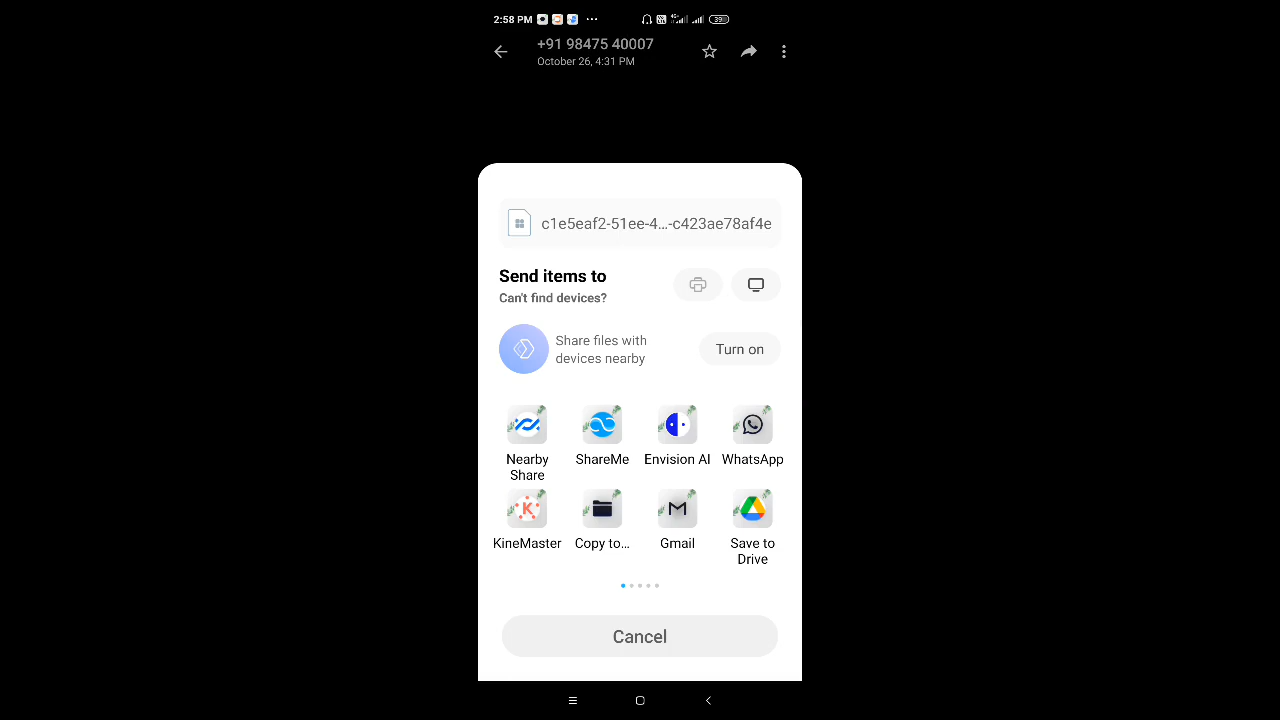 2:58 PM
39
+91 98475 40007
October 26, 4:31 PM
c1e5eaf2-51ee-4...-c423ae78af4e
Send items to
Can't find devices?
Share files with
devices nearby
Turn on
Nearby
Share
ShareMe
Envision AI
WhatsApp
KineMaster
Copy to...
Gmail
Save to
Drive
Cancel